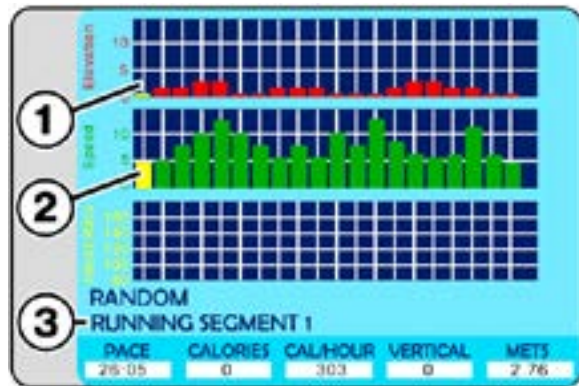 Elevation
10
5
0
1
Speed
10
5
2
RANDOM
3
RUNNING SEGMENT 1
PACE CALORIES CAL/HOUR VERTICAL METS
26:05 0 303 0 2.76